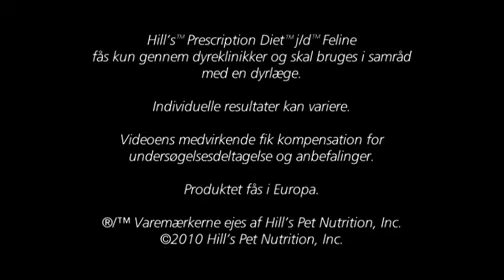 Hill's™ Prescription Diet™ j/d™ Feline
fås kun gennem dyreklinikker og skal bruges i samråd
med en dyrlæge.
Individuelle resultater kan variere.
Videoens medvirkende fik kompensation for
undersøgelsesdeltagelse og anbefalinger.
Produktet fås i Europa.
®/™ Varemærkerne ejes af Hill's Pet Nutrition, Inc.
©2010 Hill's Pet Nutrition, Inc.